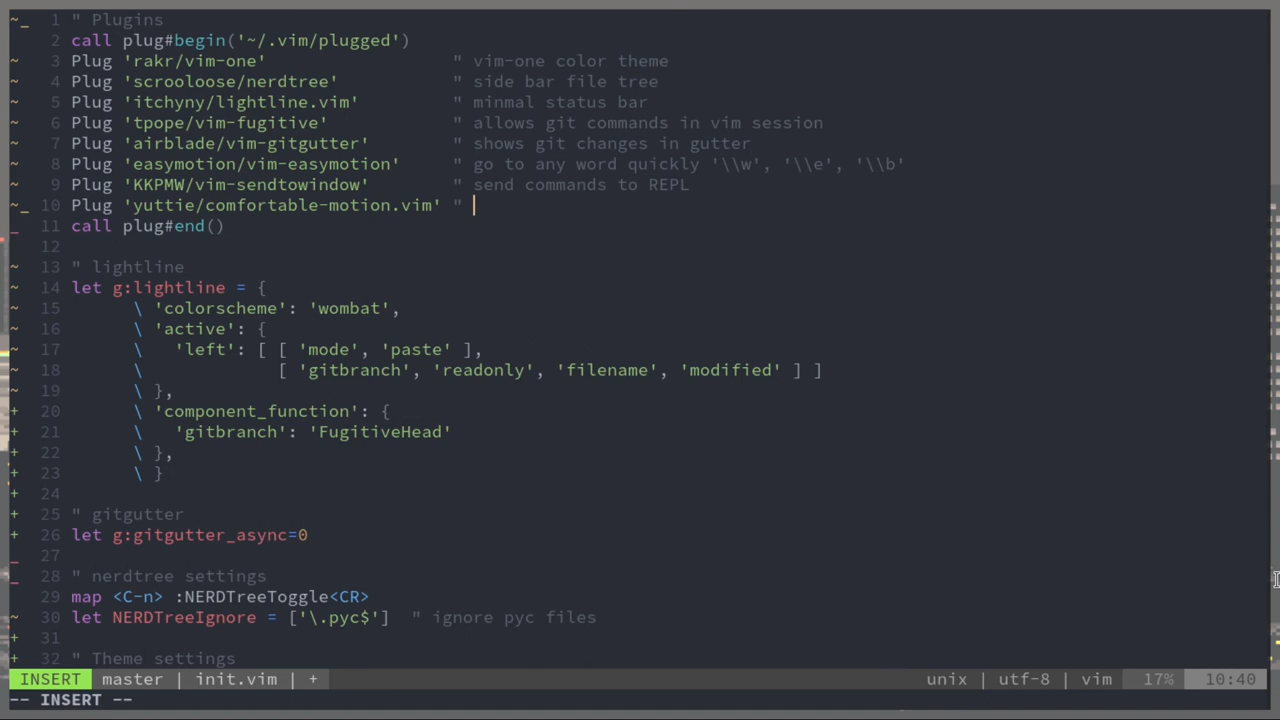 ~_ 1 " Plugins
2 call plug#begin('~/.vim/plugged')
~ 3 Plug 'rakr/vim-one' " vim-one color theme
~ 4 Plug 'scrooloose/nerdtree' " side bar file tree
~ 5 Plug 'itchyny/lightline.vim' " minmal status bar
~ 6 Plug 'tpope/vim-fugitive' " allows git commands in vim session
~ 7 Plug 'airblade/vim-gitgutter' " shows git changes in gutter
~ 8 Plug 'easymotion/vim-easymotion' " go to any word quickly '\\w', '\\e', '\\b'
~ 9 Plug 'KKPMW/vim-sendtowindow' " send commands to REPL
~_ 10 Plug 'yuttie/comfortable-motion.vim' "
_ 11 call plug#end()
12
~ 13 " lightline
~ 14 let g:lightline = {
~ 15 \ 'colorscheme': 'wombat',
~ 16 \ 'active': {
~ 17 \ 'left': [ [ 'mode', 'paste' ],
~ 18 \ [ 'gitbranch', 'readonly', 'filename', 'modified' ] ]
~ 19 \ },
+ 20 \ 'component_function': {
+ 21 \ 'gitbranch': 'FugitiveHead'
+ 22 \ },
+ 23 \ }
+ 24
+ 25 " gitgutter
+ 26 let g:gitgutter_async=0
_ 27
_ 28 " nerdtree settings
29 map <C-n> :NERDTreeToggle<CR>
~ 30 let NERDTreeIgnore = ['\.pyc$'] " ignore pyc files
+ 31
+ 32 " Theme settings
INSERT master | init.vim | + unix | utf-8 | vim 17% 10:40
-- INSERT --